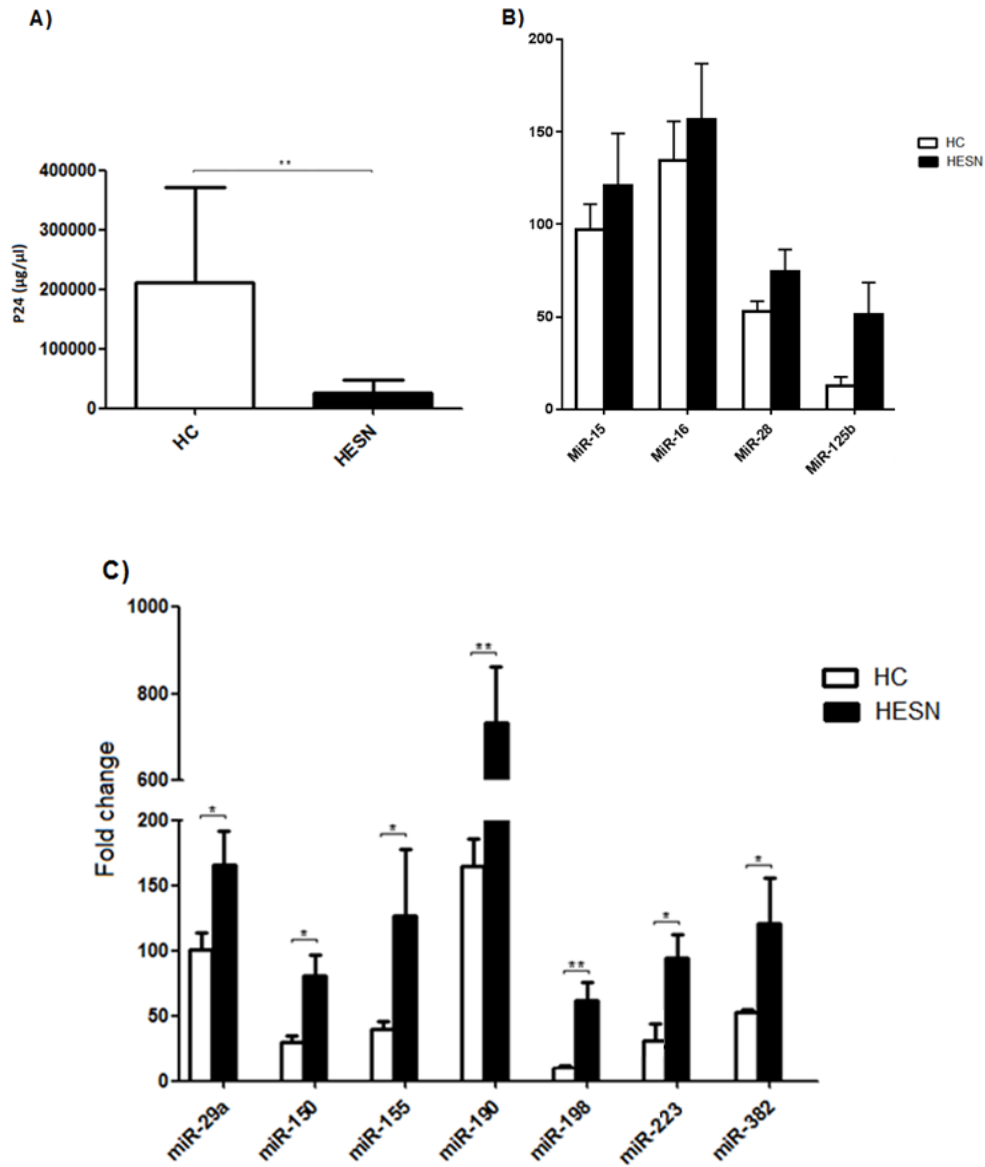 A)
B)
P24 (µg/µl)
400000
300000
200000
100000
0
**
HC
HESN
200
150
100
50
0
MiR-15
MiR-16
MiR-28
MiR-125b
HC
HESN
C)
Fold change
1000
800
600
200
150
100
50
0
*
*
*
**
**
*
*
miR-29a
miR-150
miR-155
miR-190
miR-198
miR-223
miR-382
HC
HESN